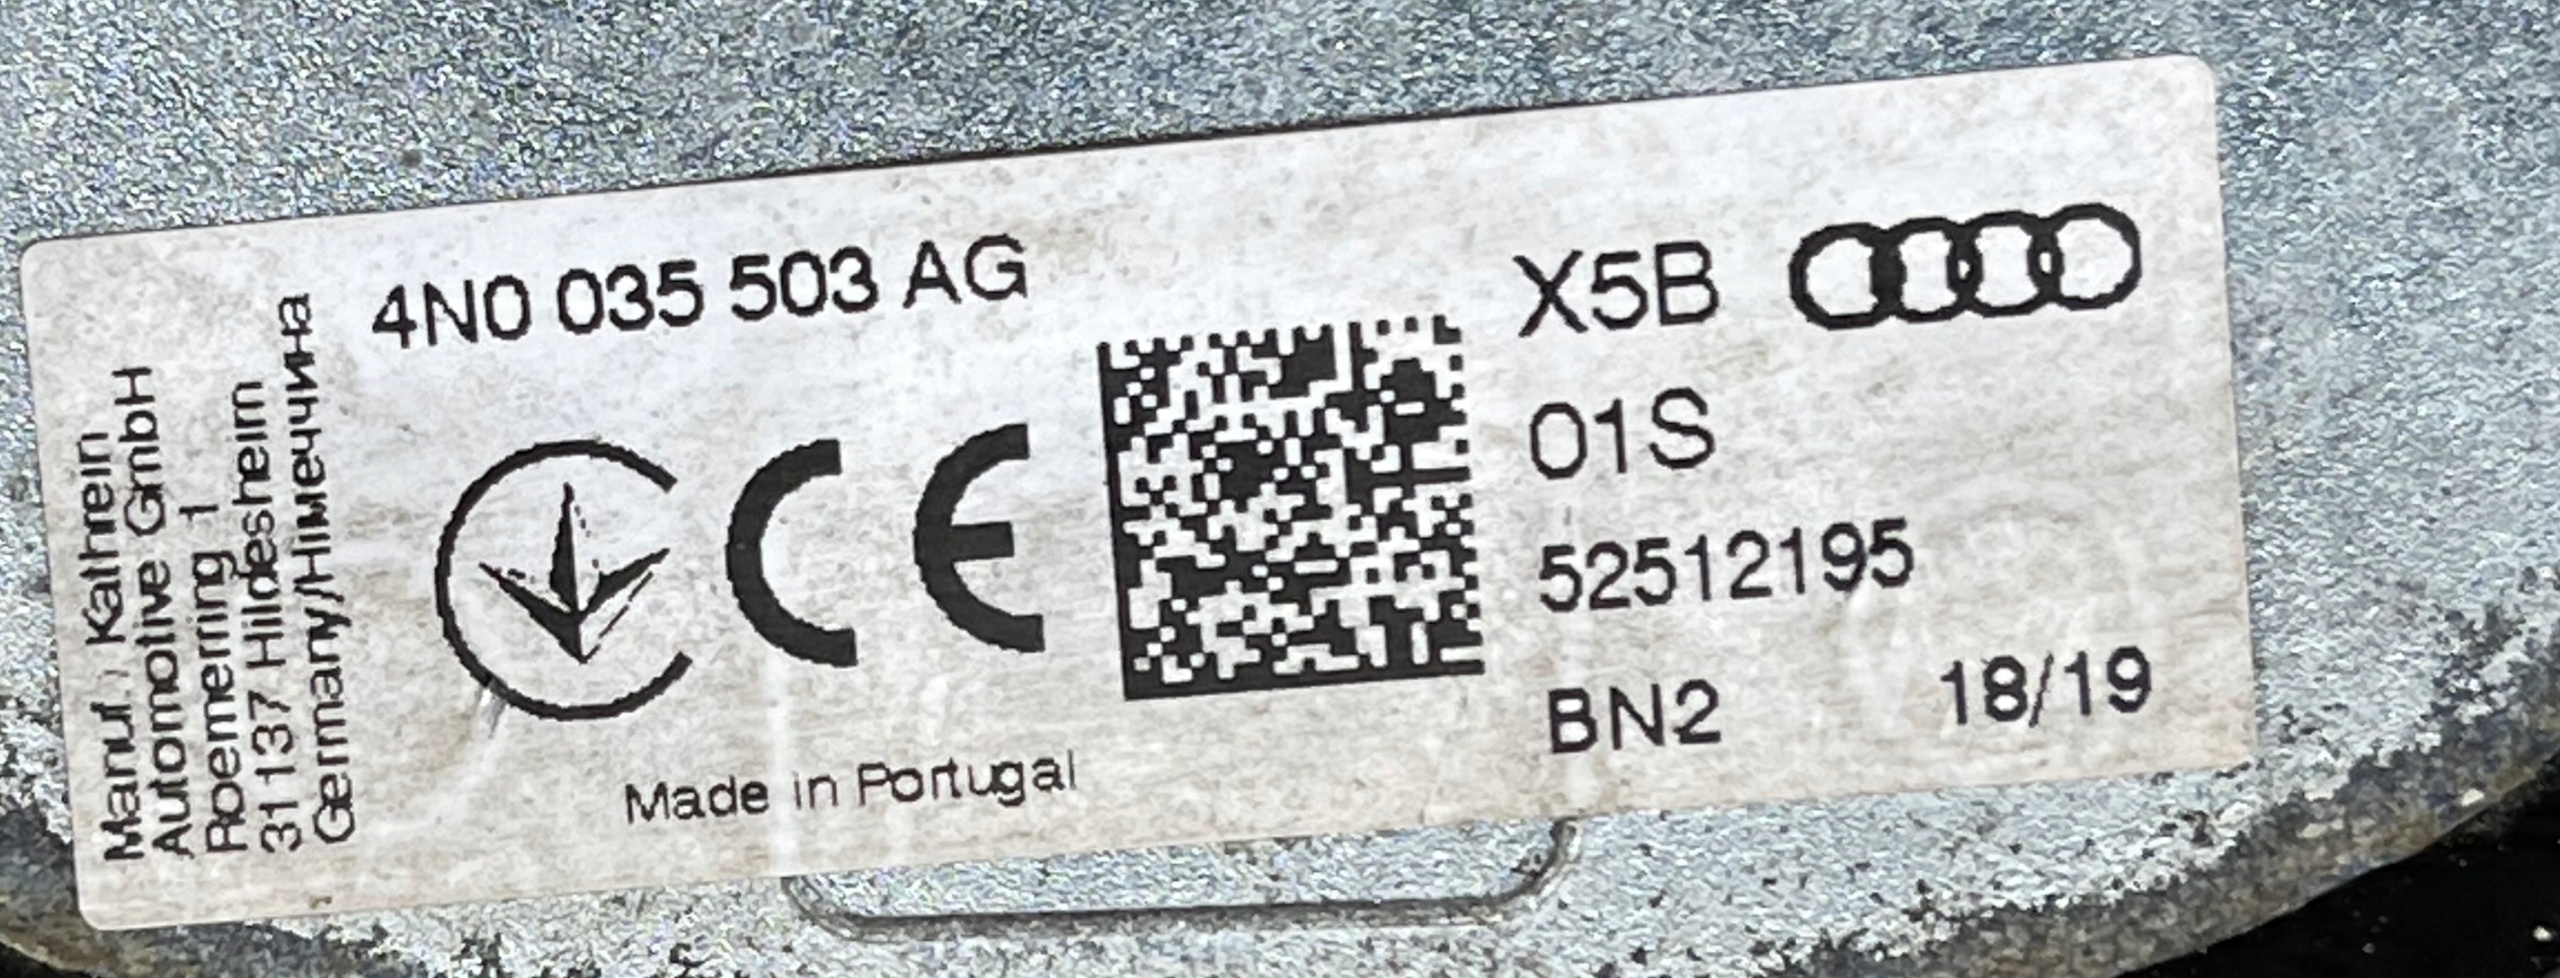 4N0 035 503 AG
X5B
01S
52512195
BN2 18/19
Made in Portugal
Manuf.: Kathrein
Automotive GmbH
Roemerring 1
31137 Hildesheim
Germany/Німеччина